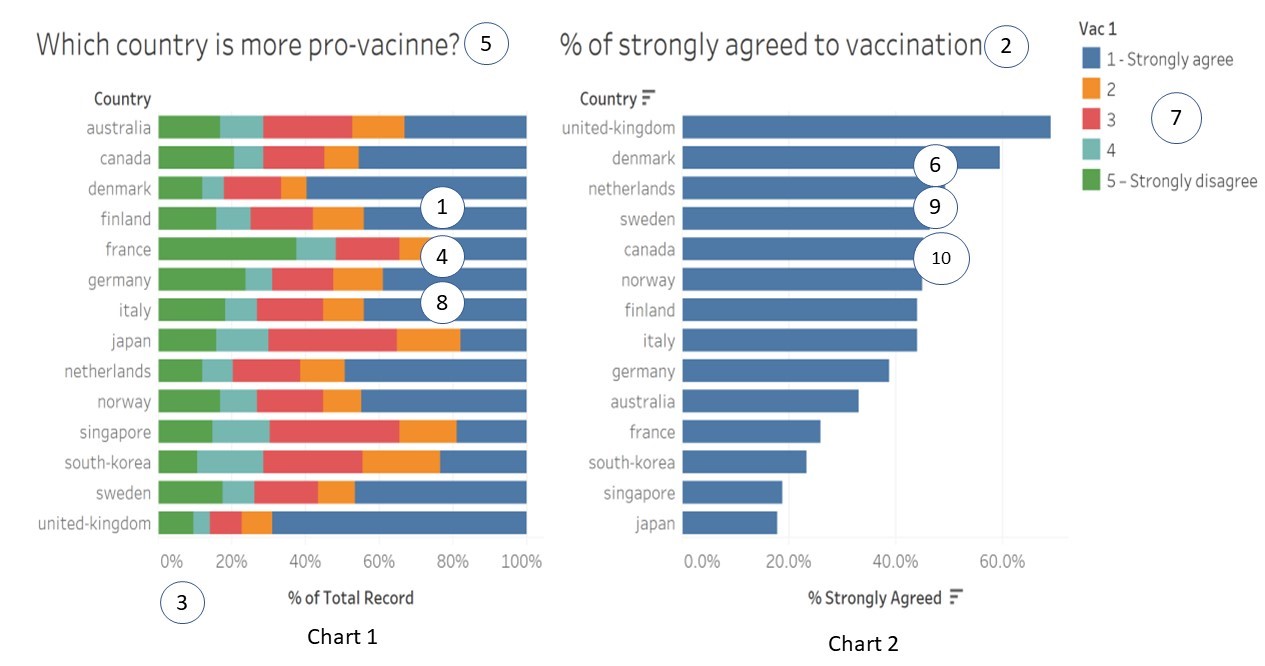 Which country is more pro-vacinne? 5
Country
australia
canada
denmark
finland
france
germany
italy
japan
netherlands
norway
singapore
south-korea
sweden
united-kingdom
1
4
8
0% 20% 40% 60% 80% 100%
3
% of Total Record
Chart 1
% of strongly agreed to vaccination 2
Country
united-kingdom
denmark
netherlands
sweden
canada
norway
finland
italy
germany
australia
france
south-korea
singapore
japan
6
9
10
0.0% 20.0% 40.0% 60.0%
% Strongly Agreed
Chart 2
Vac 1
1 - Strongly agree
2
3
4
5 – Strongly disagree
7